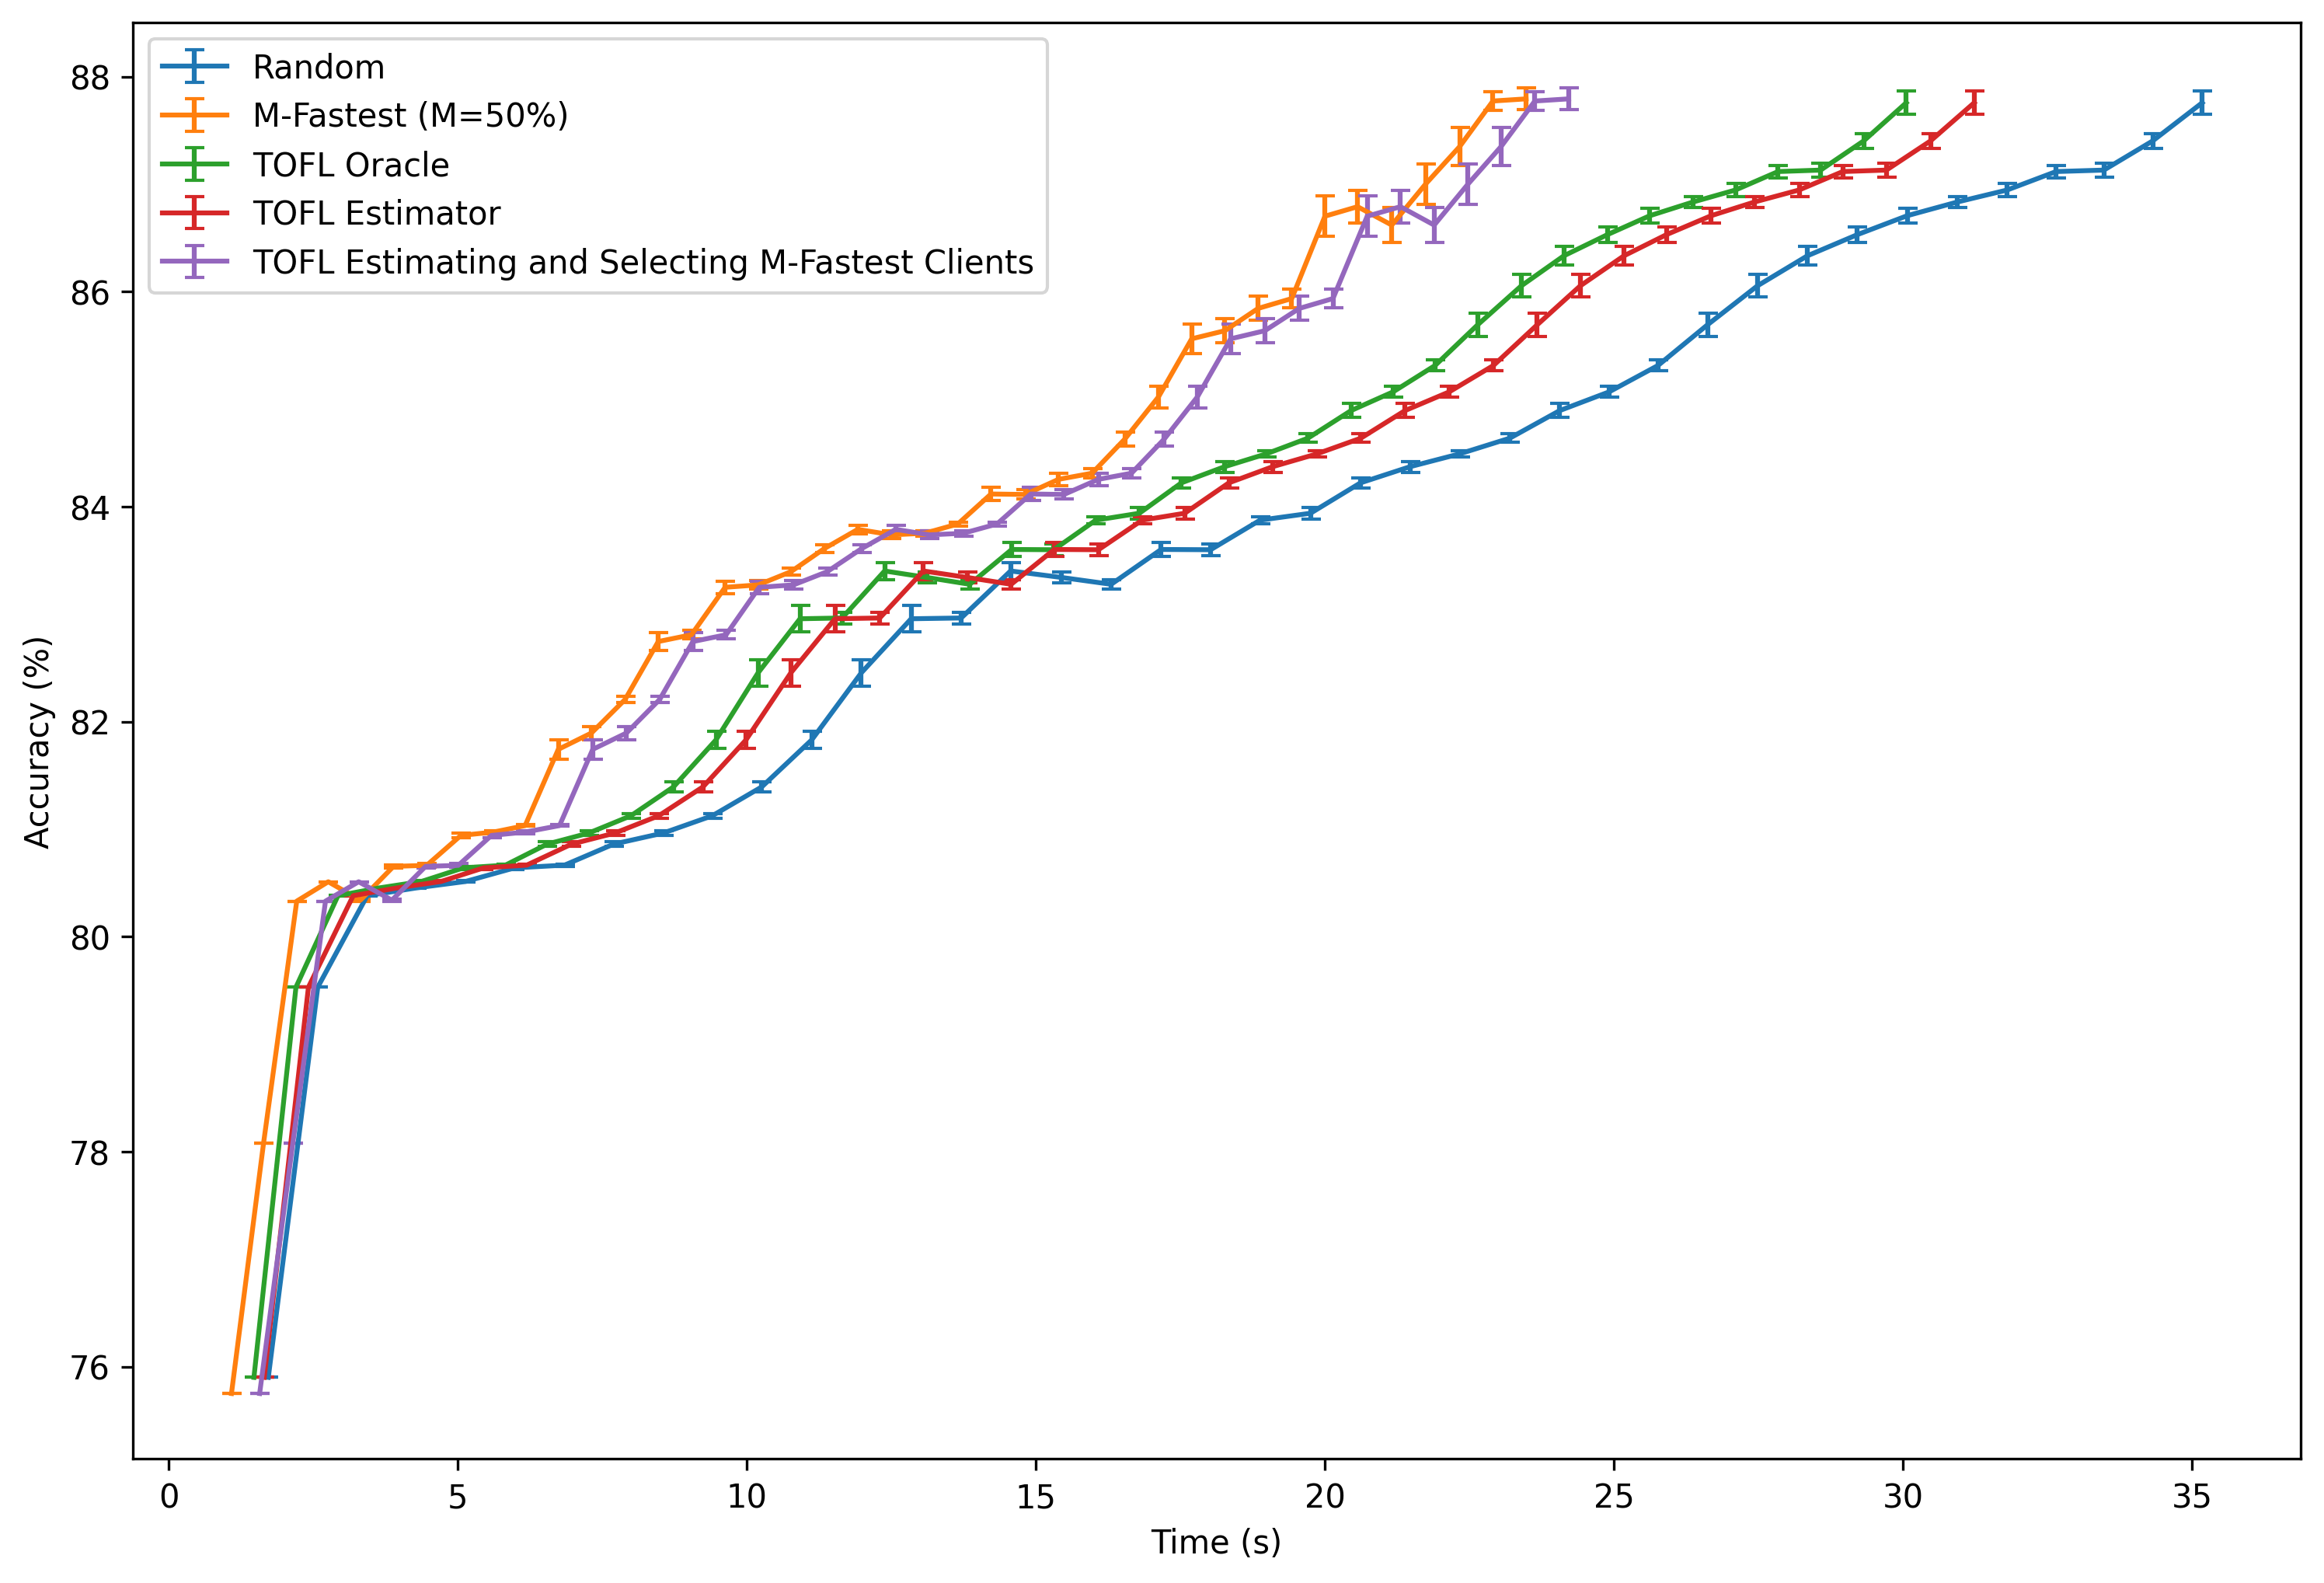 Random
M-Fastest (M=50%)
TOFL Oracle
TOFL Estimator
TOFL Estimating and Selecting M-Fastest Clients
88
86
84
82
80
78
76
Accuracy (%)
0 5 10 15 20 25 30 35
Time (s)